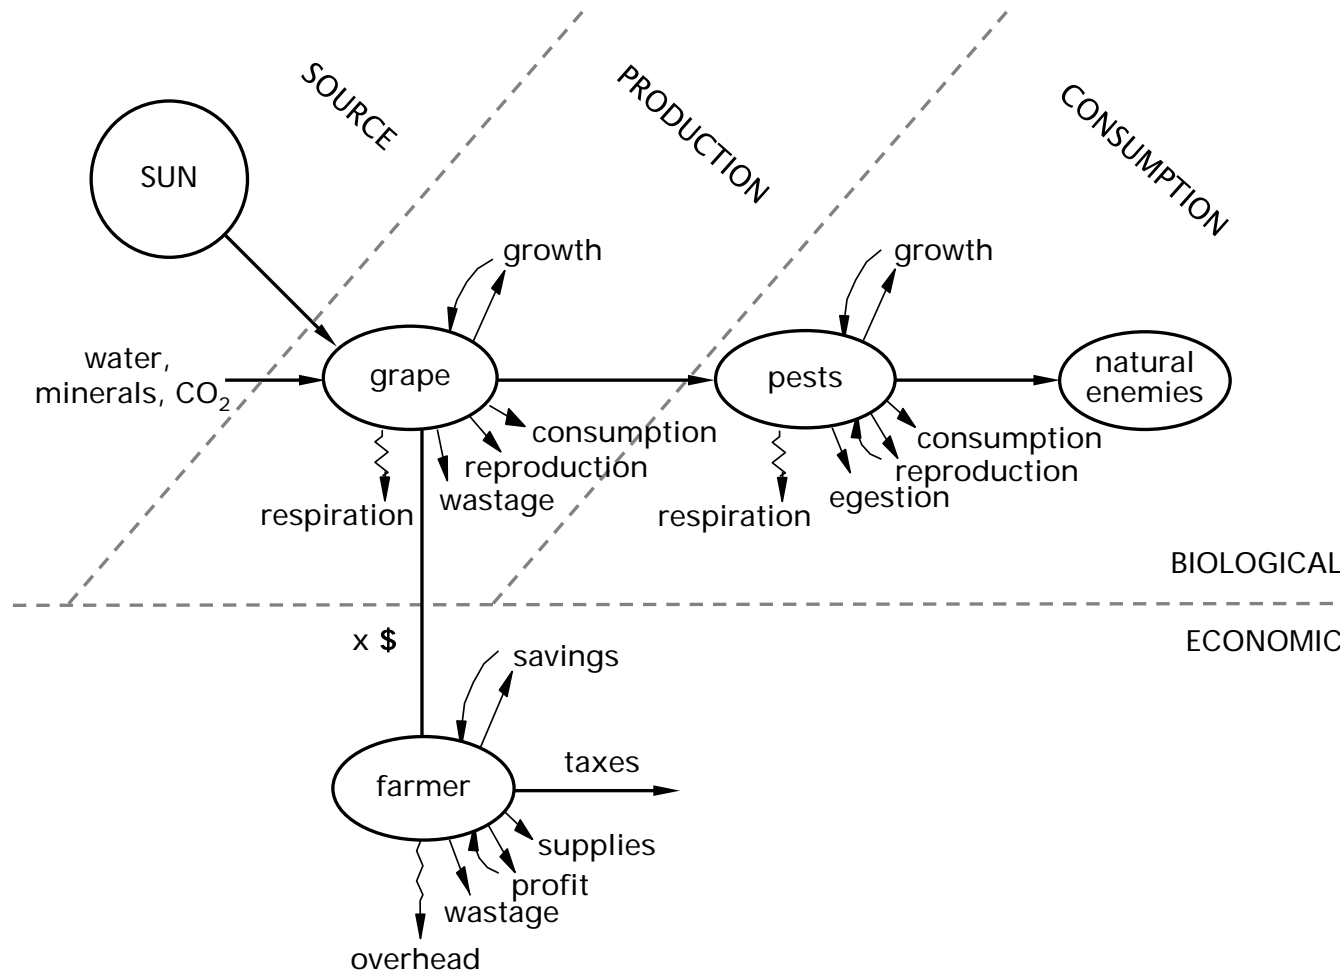 SOURCE
PRODUCTION
CONSUMPTION
SUN
growth
growth
water,
minerals, CO₂
grape
pests
natural
enemies
consumption
reproduction
wastage
respiration
consumption
reproduction
egestion
respiration
BIOLOGICAL
x $
ECONOMIC
savings
farmer
taxes
supplies
profit
wastage
overhead